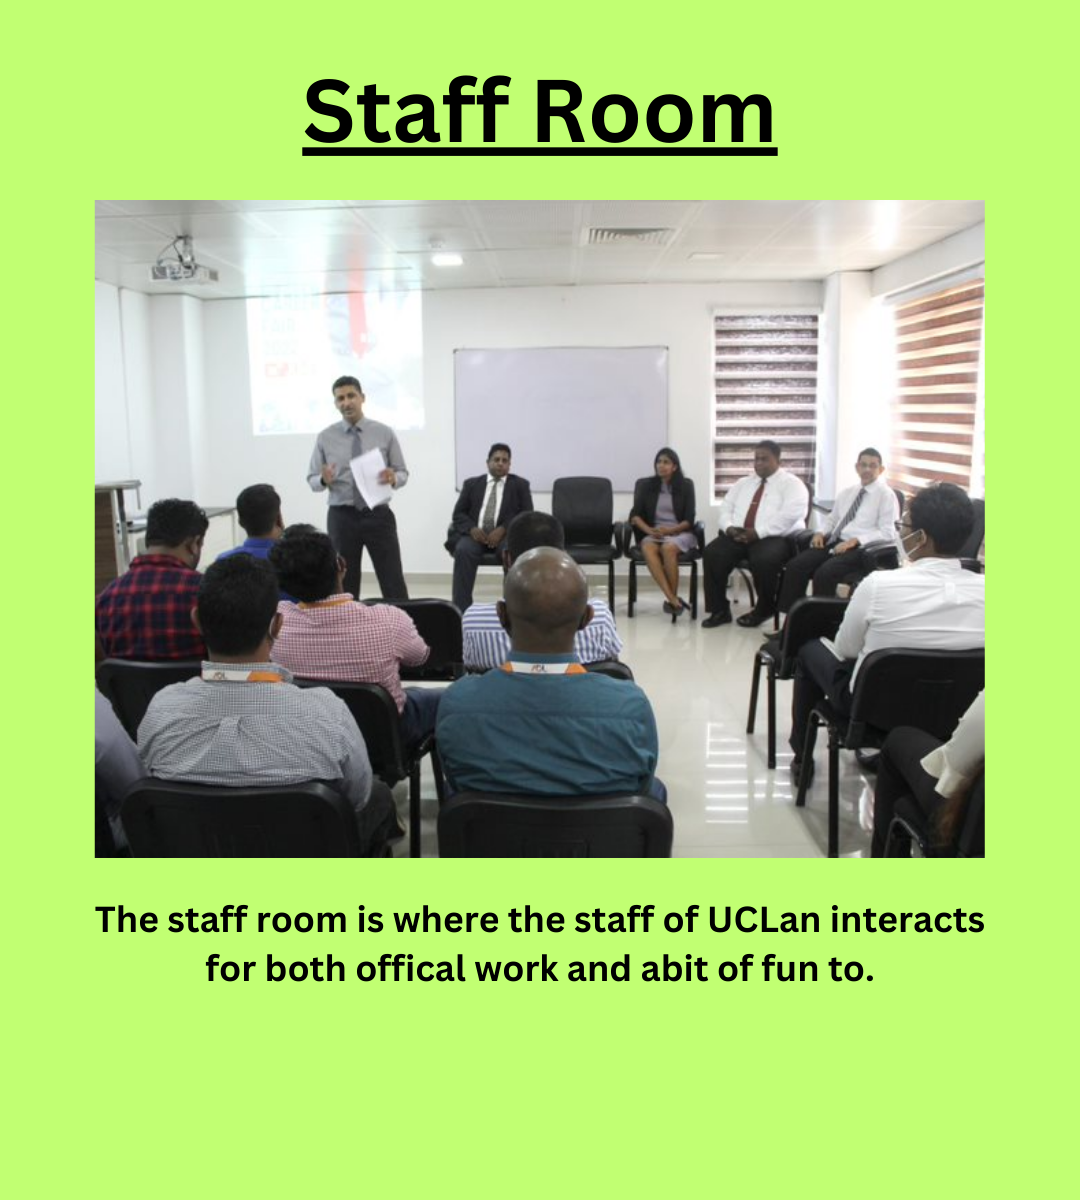 Staff Room
The staff room is where the staff of UCLan interacts
for both offical work and abit of fun to.